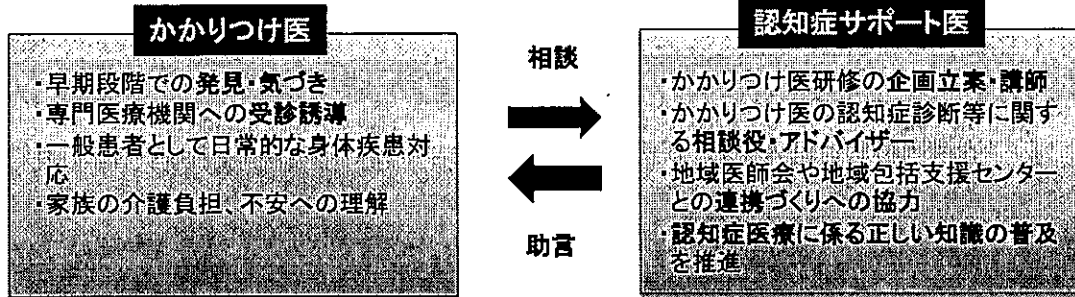 かかりつけ医
・早期段階での発見・気づき
・専門医療機関への受診誘導
・一般患者として日常的な身体疾患対
応
・家族の介護負担、不安への理解
相談
助言
認知症サポート医
・かかりつけ医研修の企画立案・講師
・かかりつけ医の認知症診断等に関す
る相談役・アドバイザー
・地域医師会や地域包括支援センター
との連携づくりへの協力
・認知症医療に係る正しい知識の普及
を推進